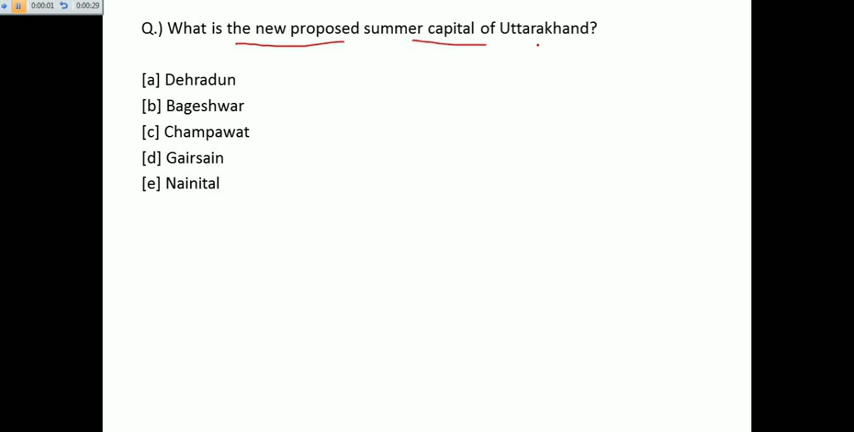 0:00:01 0:00:29
Q.) What is the new proposed summer capital of Uttarakhand?
[a] Dehradun
[b] Bageshwar
[c] Champawat
[d] Gairsain
[e] Nainital